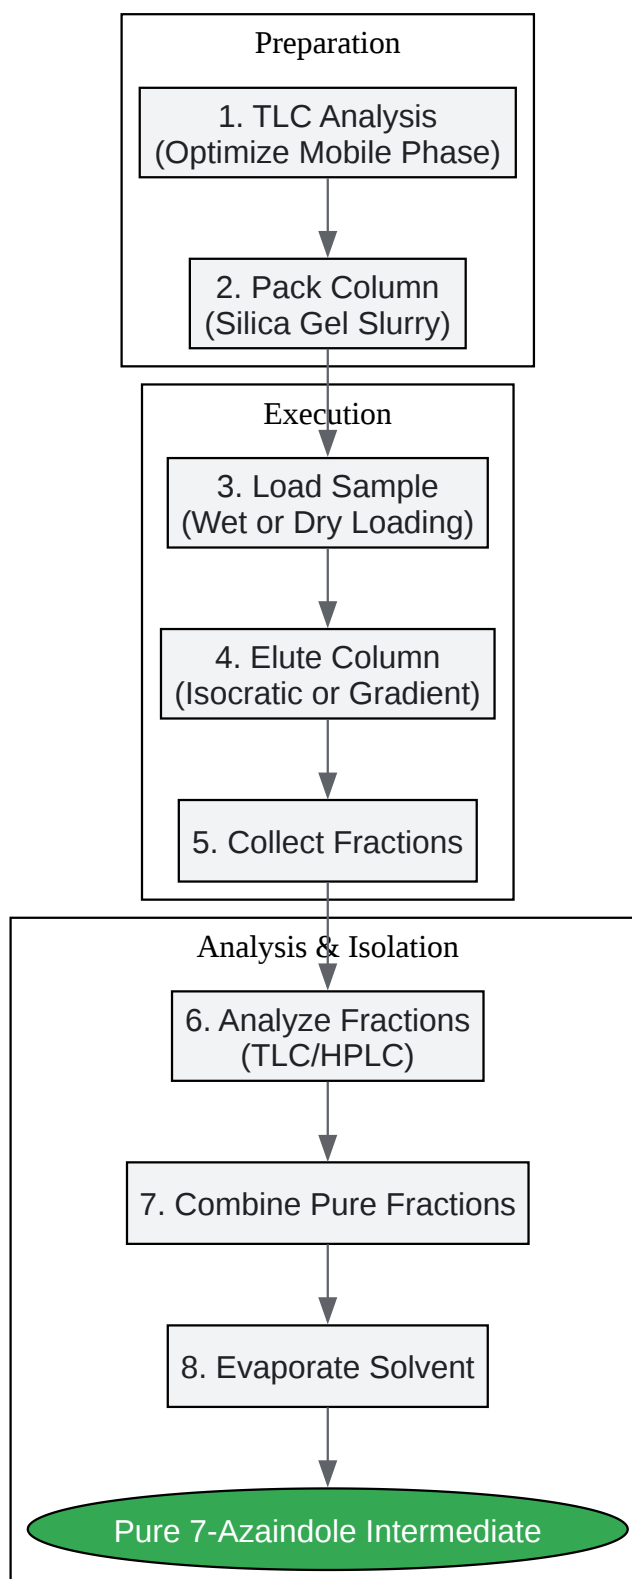 Preparation
1. TLC Analysis
(Optimize Mobile Phase)
2. Pack Column
(Silica Gel Slurry)
Execution
3. Load Sample
(Wet or Dry Loading)
4. Elute Column
(Isocratic or Gradient)
5. Collect Fractions
Analysis & Isolation
6. Analyze Fractions
(TLC/HPLC)
7. Combine Pure Fractions
8. Evaporate Solvent
Pure 7-Azaindole Intermediate